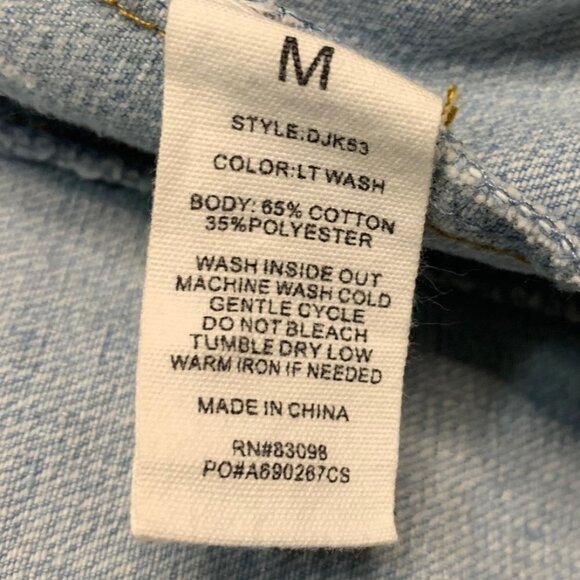 M
STYLE:DJK53
COLOR:LT WASH
BODY: 65% COTTON
35%POLYESTER
WASH INSIDE OUT
MACHINE WASH COLD
GENTLE CYCLE
DO NOT BLEACH
TUMBLE DRY LOW
WARM IRON IF NEEDED
MADE IN CHINA
RN#83098
PO#A690267CS